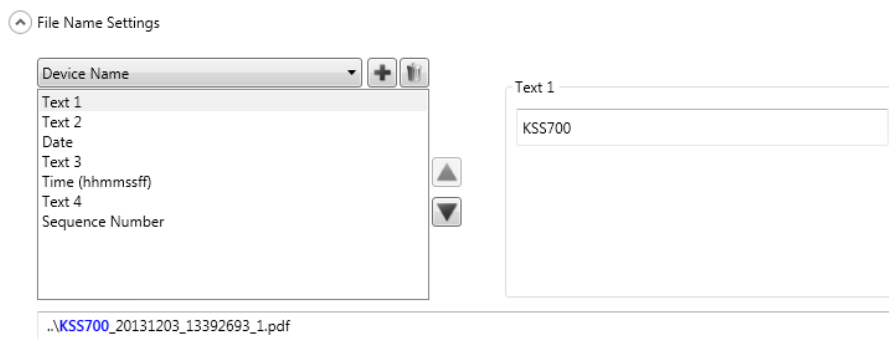 File Name Settings
Device Name
Text 1
Text 2
Date
Text 3
Time (hhmmssff)
Text 4
Sequence Number
Text 1
KSS700
..\KSS700_20131203_13392693_1.pdf